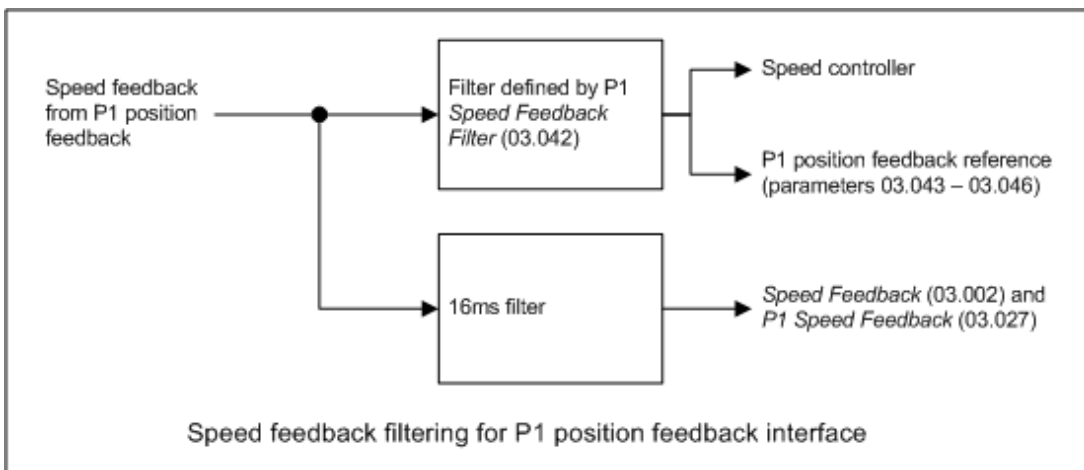 Speed feedback
from P1 position
feedback
Filter defined by P1
Speed Feedback
Filter (03.042)
Speed controller
P1 position feedback reference
(parameters 03.043 – 03.046)
16ms filter
Speed Feedback (03.002) and
P1 Speed Feedback (03.027)
Speed feedback filtering for P1 position feedback interface